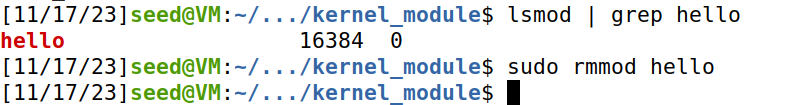 [11/17/23]seed@VM:~/.../kernel_module$ lsmod | grep hello
hello                  16384  0
[11/17/23]seed@VM:~/.../kernel_module$ sudo rmmod hello
[11/17/23]seed@VM:~/.../kernel_module$